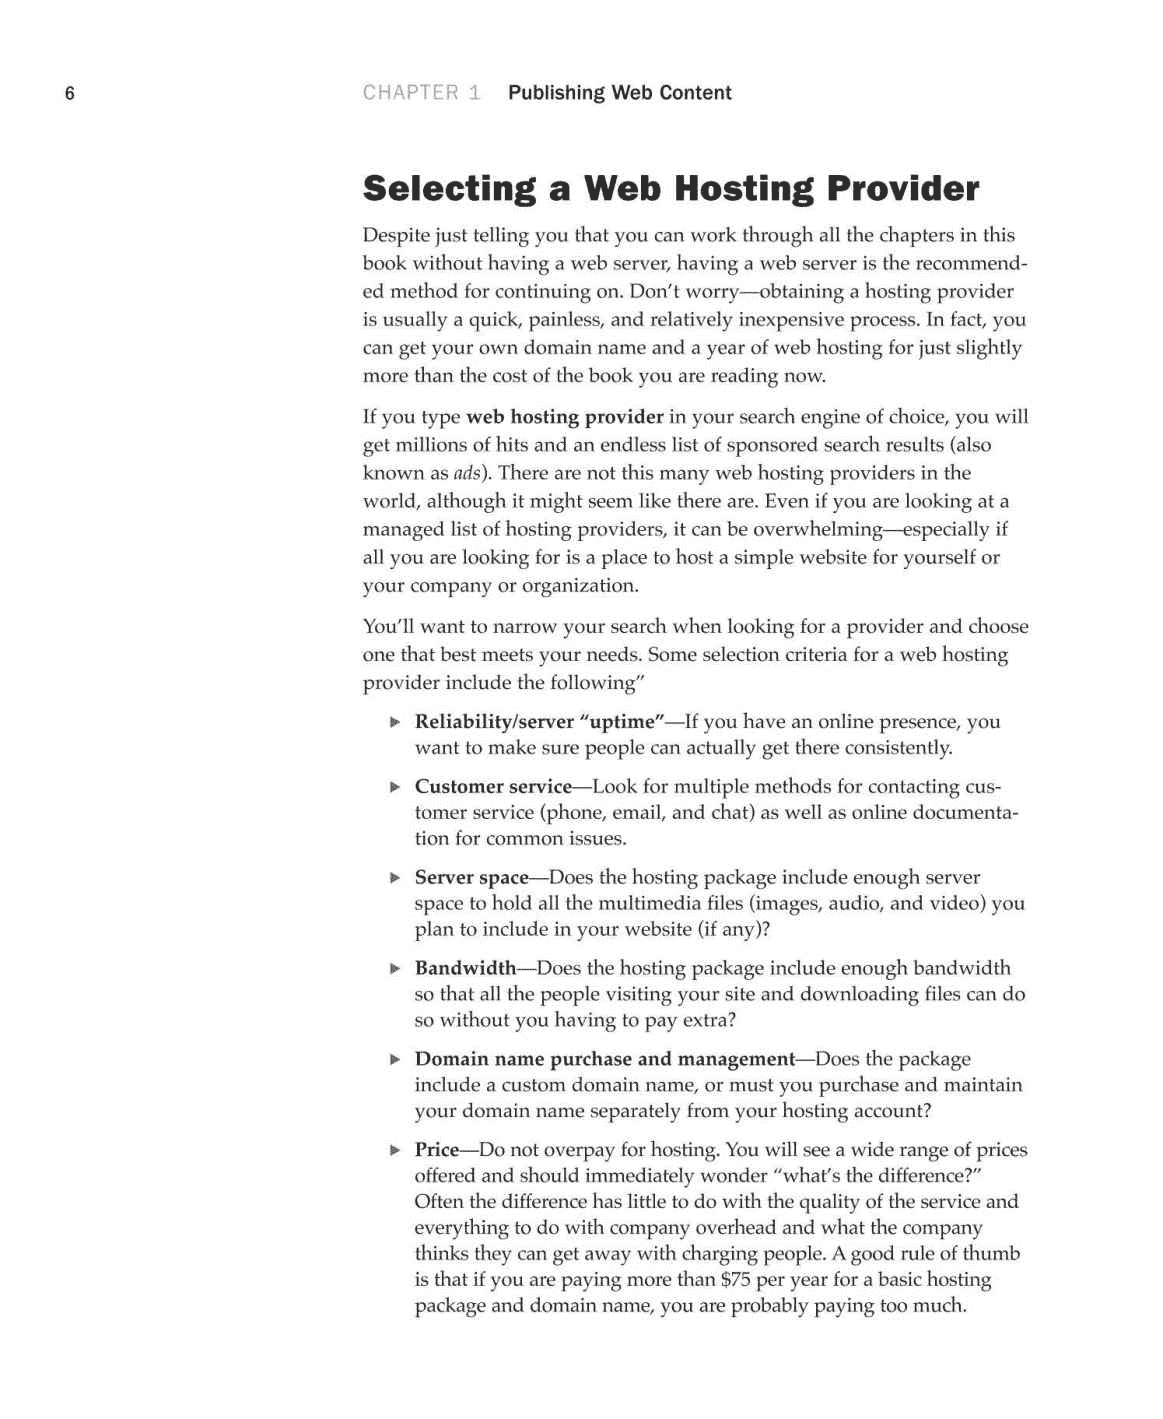 6
CHAPTER 1 Publishing Web Content
Selecting a Web Hosting Provider
Despite just telling you that you can work through all the chapters in this
book without having a web server, having a web server is the recommend-
ed method for continuing on. Don't worry—obtaining a hosting provider
is usually a quick, painless, and relatively inexpensive process. In fact, you
can get your own domain name and a year of web hosting for just slightly
more than the cost of the book you are reading now.
If you type web hosting provider in your search engine of choice, you will
get millions of hits and an endless list of sponsored search results (also
known as ads). There are not this many web hosting providers in the
world, although it might seem like there are. Even if you are looking at a
managed list of hosting providers, it can be overwhelming—especially if
all you are looking for is a place to host a simple website for yourself or
your company or organization.
You'll want to narrow your search when looking for a provider and choose
one that best meets your needs. Some selection criteria for a web hosting
provider include the following”
Reliability/server “uptime”—If you have an online presence, you
want to make sure people can actually get there consistently.
Customer service—Look for multiple methods for contacting cus-
tomer service (phone, email, and chat) as well as online documenta-
tion for common issues.
Server space—Does the hosting package include enough server
space to hold all the multimedia files (images, audio, and video) you
plan to include in your website (if any)?
Bandwidth—Does the hosting package include enough bandwidth
so that all the people visiting your site and downloading files can do
so without you having to pay extra?
Domain name purchase and management—Does the package
include a custom domain name, or must you purchase and maintain
your domain name separately from your hosting account?
Price—Do not overpay for hosting. You will see a wide range of prices
offered and should immediately wonder “what's the difference?”
Often the difference has little to do with the quality of the service and
everything to do with company overhead and what the company
thinks they can get away with charging people. A good rule of thumb
is that if you are paying more than $75 per year for a basic hosting
package and domain name, you are probably paying too much.